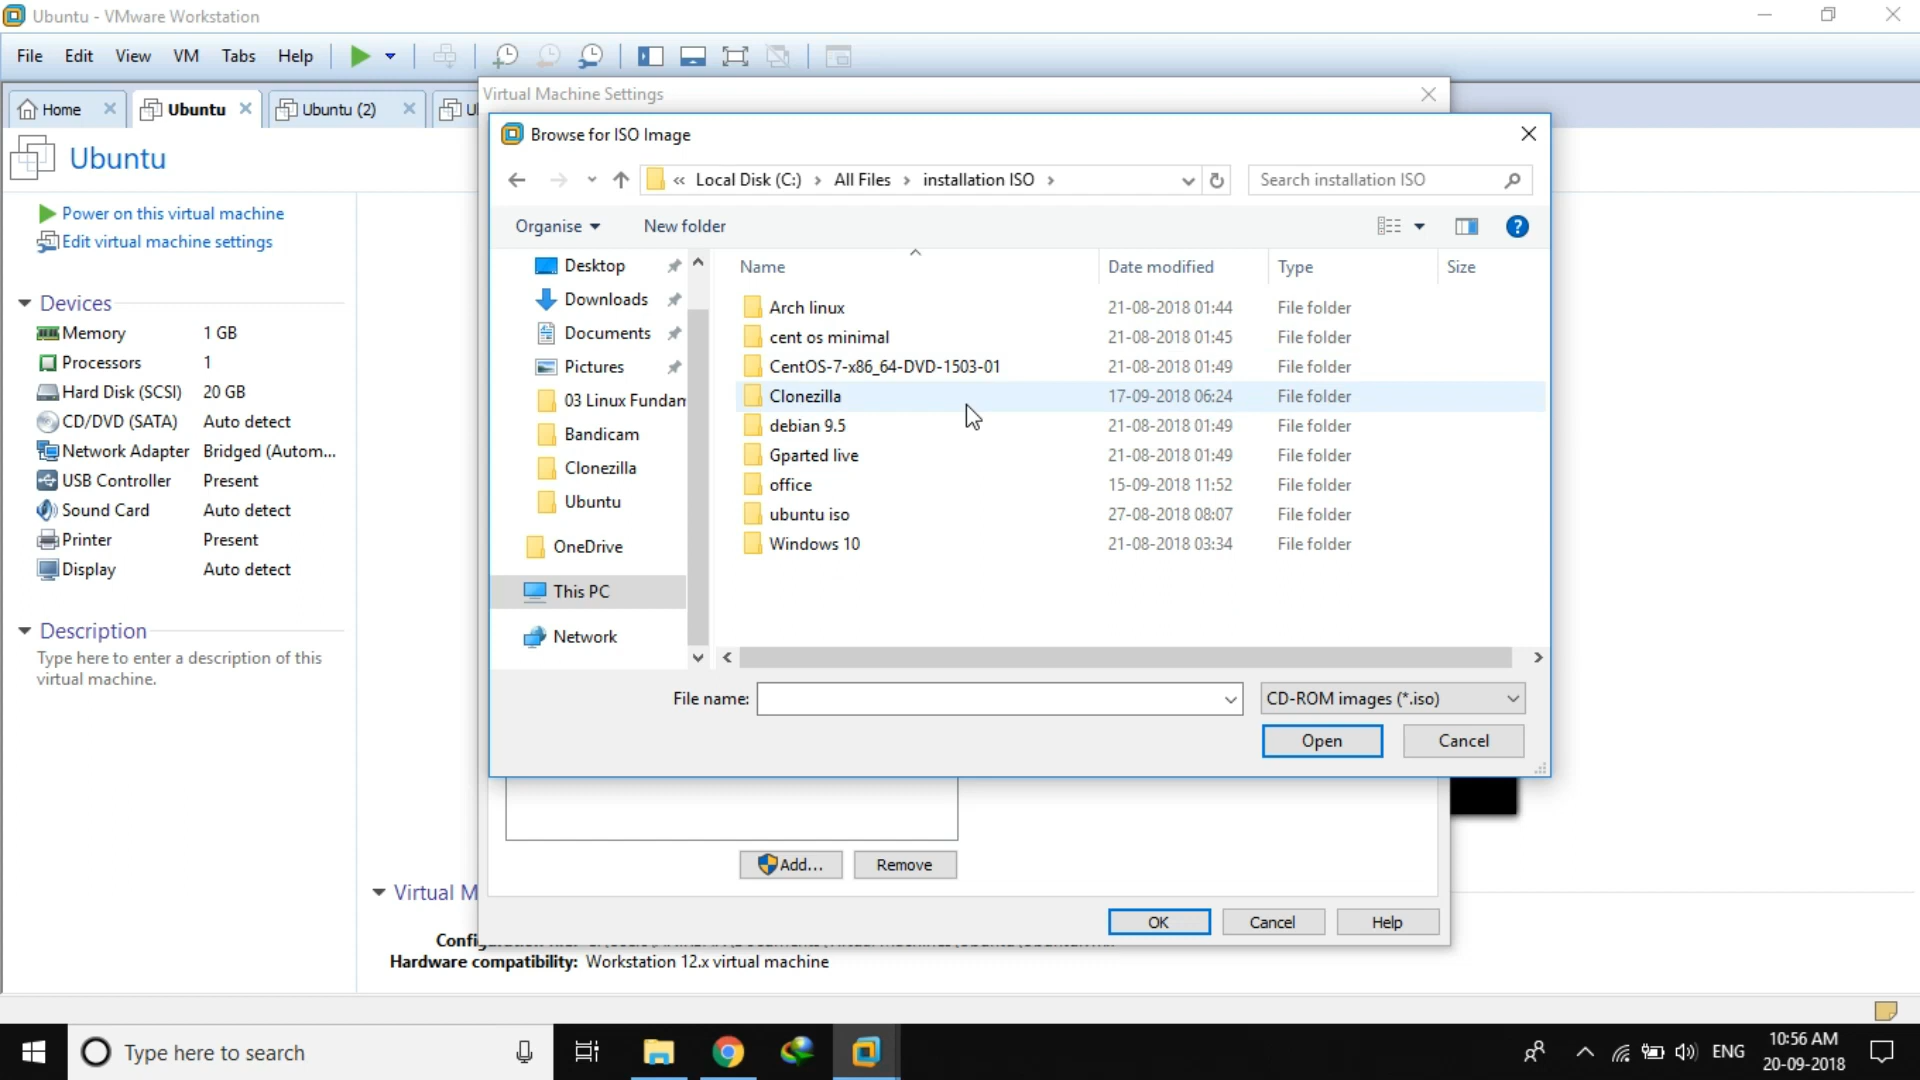 Ubuntu - VMware Workstation
File Edit View VM Tabs Help
Home Ubuntu Ubuntu (2)
Ubuntu
Power on this virtual machine
Edit virtual machine settings
Devices
Memory 1 GB
Processors 1
Hard Disk (SCSI) 20 GB
CD/DVD (SATA) Auto detect
Network Adapter Bridged (Autom...
USB Controller Present
Sound Card Auto detect
Printer Present
Display Auto detect
Description
Type here to enter a description of this
virtual machine.
Virtual Machine Settings
Browse for ISO Image
« Local Disk (C:) › All Files › installation ISO ›
Search installation ISO
Organise New folder
Desktop
Downloads
Documents
Pictures
03 Linux Fundam
Bandicam
Clonezilla
Ubuntu
OneDrive
This PC
Network
Name Date modified Type Size
Arch linux 21-08-2018 01:44 File folder
cent os minimal 21-08-2018 01:45 File folder
CentOS-7-x86_64-DVD-1503-01 21-08-2018 01:49 File folder
Clonezilla 17-09-2018 06:24 File folder
debian 9.5 21-08-2018 01:49 File folder
Gparted live 21-08-2018 01:49 File folder
office 15-09-2018 11:52 File folder
ubuntu iso 27-08-2018 08:07 File folder
Windows 10 21-08-2018 03:34 File folder
File name: CD-ROM images (*.iso)
Open Cancel
Add... Remove
OK Cancel Help
Virtual M
Hardware compatibility: Workstation 12.x virtual machine
Type here to search
ENG
10:56 AM
20-09-2018